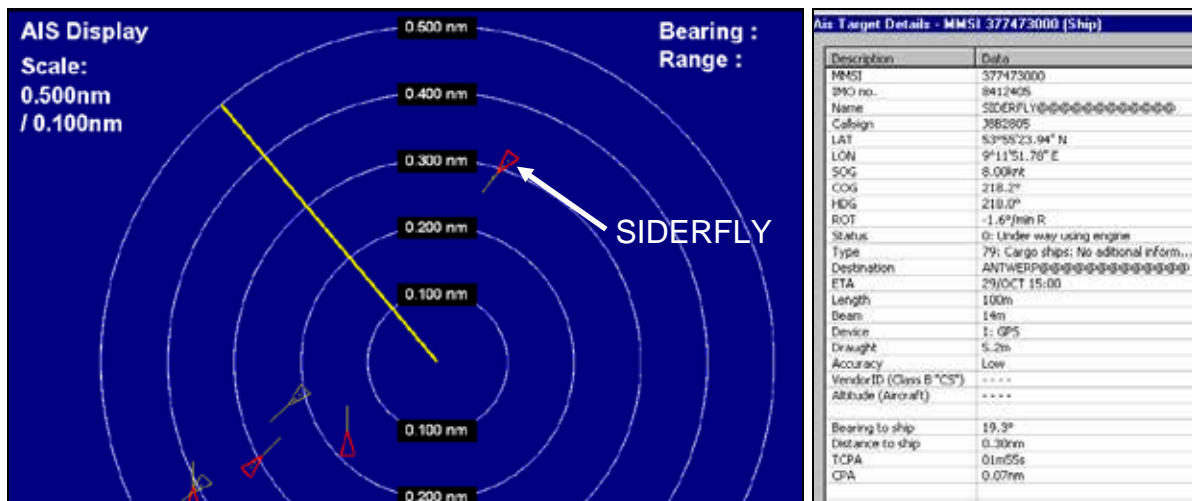 AIS Display
Scale:
0.500nm
/ 0.100nm
Bearing :
Range :
0.500 nm
0.400 nm
0.300 nm
0.200 nm
0.100 nm
0.100 nm
0.200 nm
SIDERFLY
Ais Target Details - MMSI 377473000 (Ship)
Description Data
MMSI 377473000
IMO no. 8412405
Name SIDERFLY@@@@@@@@@@@@
Callsign J8B2805
LAT 53°55'23.94" N
LON 9°11'51.78" E
SOG 8.00knt
COG 218.2°
HDG 218.0°
ROT -1.6°/min R
Status 0: Under way using engine
Type 79: Cargo ships: No aditional inform...
Destination ANTWERP@@@@@@@@@@@@@
ETA 29/OCT 15:00
Length 100m
Beam 14m
Device 1: GPS
Draught 5.2m
Accuracy Low
VendorID (Class B "CS") - - - -
Altitude (Aircraft) - - - -
Bearing to ship 19.3°
Distance to ship 0.30nm
TCPA 01m55s
CPA 0.07nm